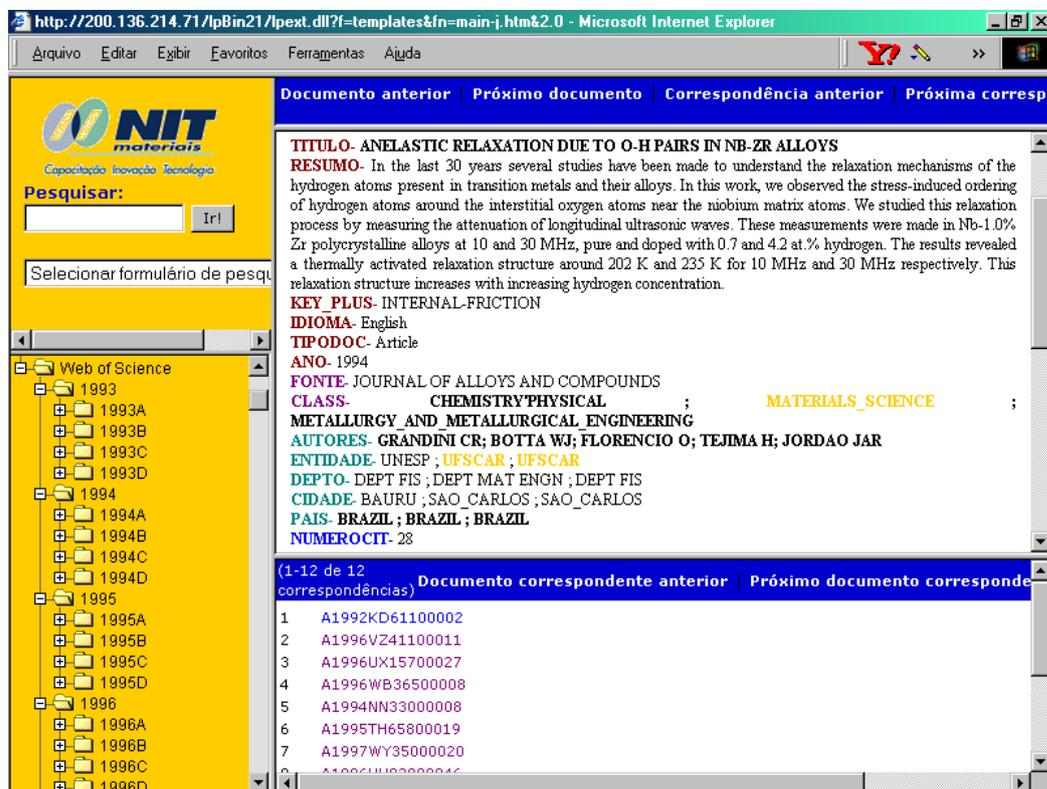 http://200.136.214.71/lpBin21/lpext.dll?f=templates&fn=main-j.htm&2.0 - Microsoft Internet Explorer
Arquivo Editar Exibir Favoritos Ferramentas Ajuda
Y! »
NIT
materiais
Capacitação Inovação Tecnologia
Pesquisar:
Ir!
Selecionar formulário de pesqu
Web of Science
1993
1993A
1993B
1993C
1993D
1994
1994A
1994B
1994C
1994D
1995
1995A
1995B
1995C
1995D
1996
1996A
1996B
1996C
1996D
Documento anterior | Próximo documento | Correspondência anterior | Próxima corresp
TITULO- ANELASTIC RELAXATION DUE TO O-H PAIRS IN NB-ZR ALLOYS
RESUMO- In the last 30 years several studies have been made to understand the relaxation mechanisms of the
hydrogen atoms present in transition metals and their alloys. In this work, we observed the stress-induced ordering
of hydrogen atoms around the interstitial oxygen atoms near the niobium matrix atoms. We studied this relaxation
process by measuring the attenuation of longitudinal ultrasonic waves. These measurements were made in Nb-1.0%
Zr polycrystalline alloys at 10 and 30 MHz, pure and doped with 0.7 and 4.2 at.% hydrogen. The results revealed
a thermally activated relaxation structure around 202 K and 235 K for 10 MHz and 30 MHz respectively. This
relaxation structure increases with increasing hydrogen concentration.
KEY_PLUS- INTERNAL-FRICTION
IDIOMA- English
TIPODOC- Article
ANO- 1994
FONTE- JOURNAL OF ALLOYS AND COMPOUNDS
CLASS- CHEMISTRY'PHYSICAL ; MATERIALS_SCIENCE ;
METALLURGY_AND_METALLURGICAL_ENGINEERING
AUTORES- GRANDINI CR; BOTTA WJ; FLORENCIO O; TEJIMA H; JORDAO JAR
ENTIDADE- UNESP ; UFSCAR ; UFSCAR
DEPTO- DEPT FIS ; DEPT MAT ENGN ; DEPT FIS
CIDADE- BAURU ; SAO_CARLOS ; SAO_CARLOS
PAIS- BRAZIL ; BRAZIL ; BRAZIL
NUMEROCIT- 28
(1-12 de 12
correspondências) Documento correspondente anterior | Próximo documento corresponde
1 A1992KD61100002
2 A1996VZ41100011
3 A1996UX15700027
4 A1996WB36500008
5 A1994NN33000008
6 A1995TH65800019
7 A1997WY35000020